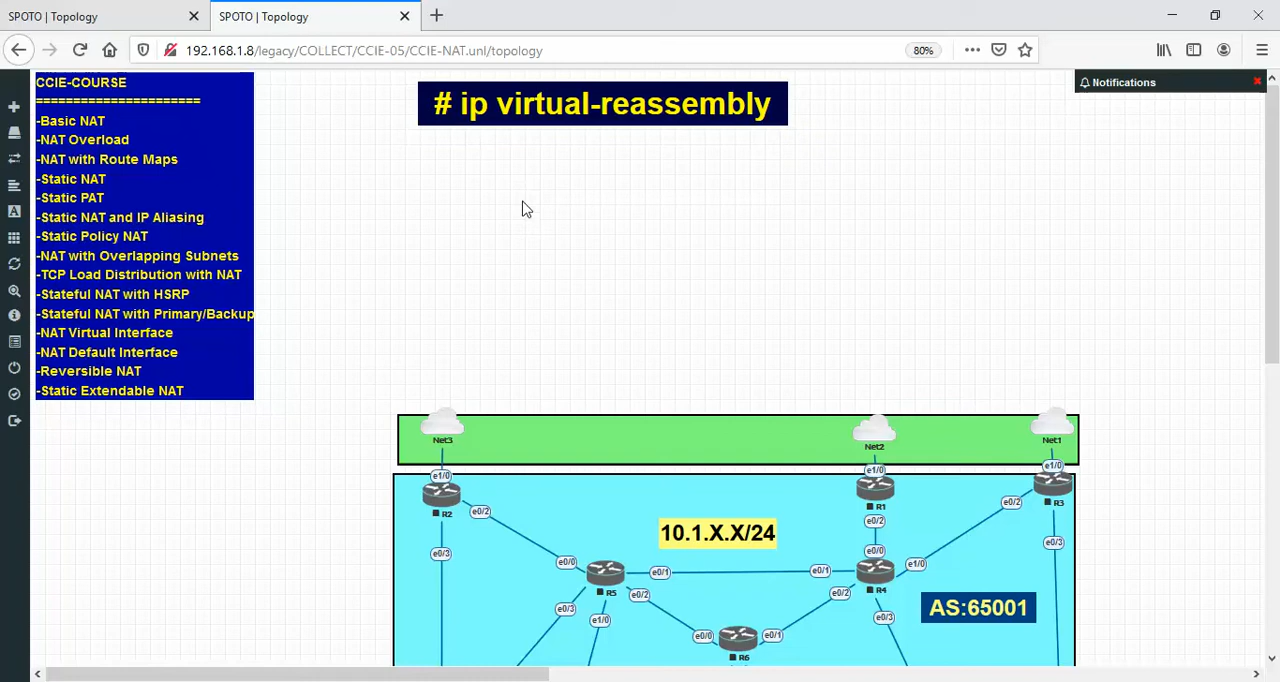 SPOTO | Topology
SPOTO | Topology
192.168.1.8/legacy/COLLECT/CCIE-05/CCIE-NAT.unl/topology
80%
CCIE-COURSE
======================
-Basic NAT
-NAT Overload
-NAT with Route Maps
-Static NAT
-Static PAT
-Static NAT and IP Aliasing
-Static Policy NAT
-NAT with Overlapping Subnets
-TCP Load Distribution with NAT
-Stateful NAT with HSRP
-Stateful NAT with Primary/Backup
-NAT Virtual Interface
-NAT Default Interface
-Reversible NAT
-Static Extendable NAT
# ip virtual-reassembly
Notifications
Net3
Net2
Net1
e1/0
e1/0
e1/0
R2
R1
R3
e0/2
e0/2
e0/2
10.1.X.X/24
e0/3
e0/3
e0/0
e0/0
e0/1
e0/1
e1/0
R5
R4
e0/3
e0/2
e0/2
e1/0
e0/3
AS:65001
e0/0
e0/1
R6